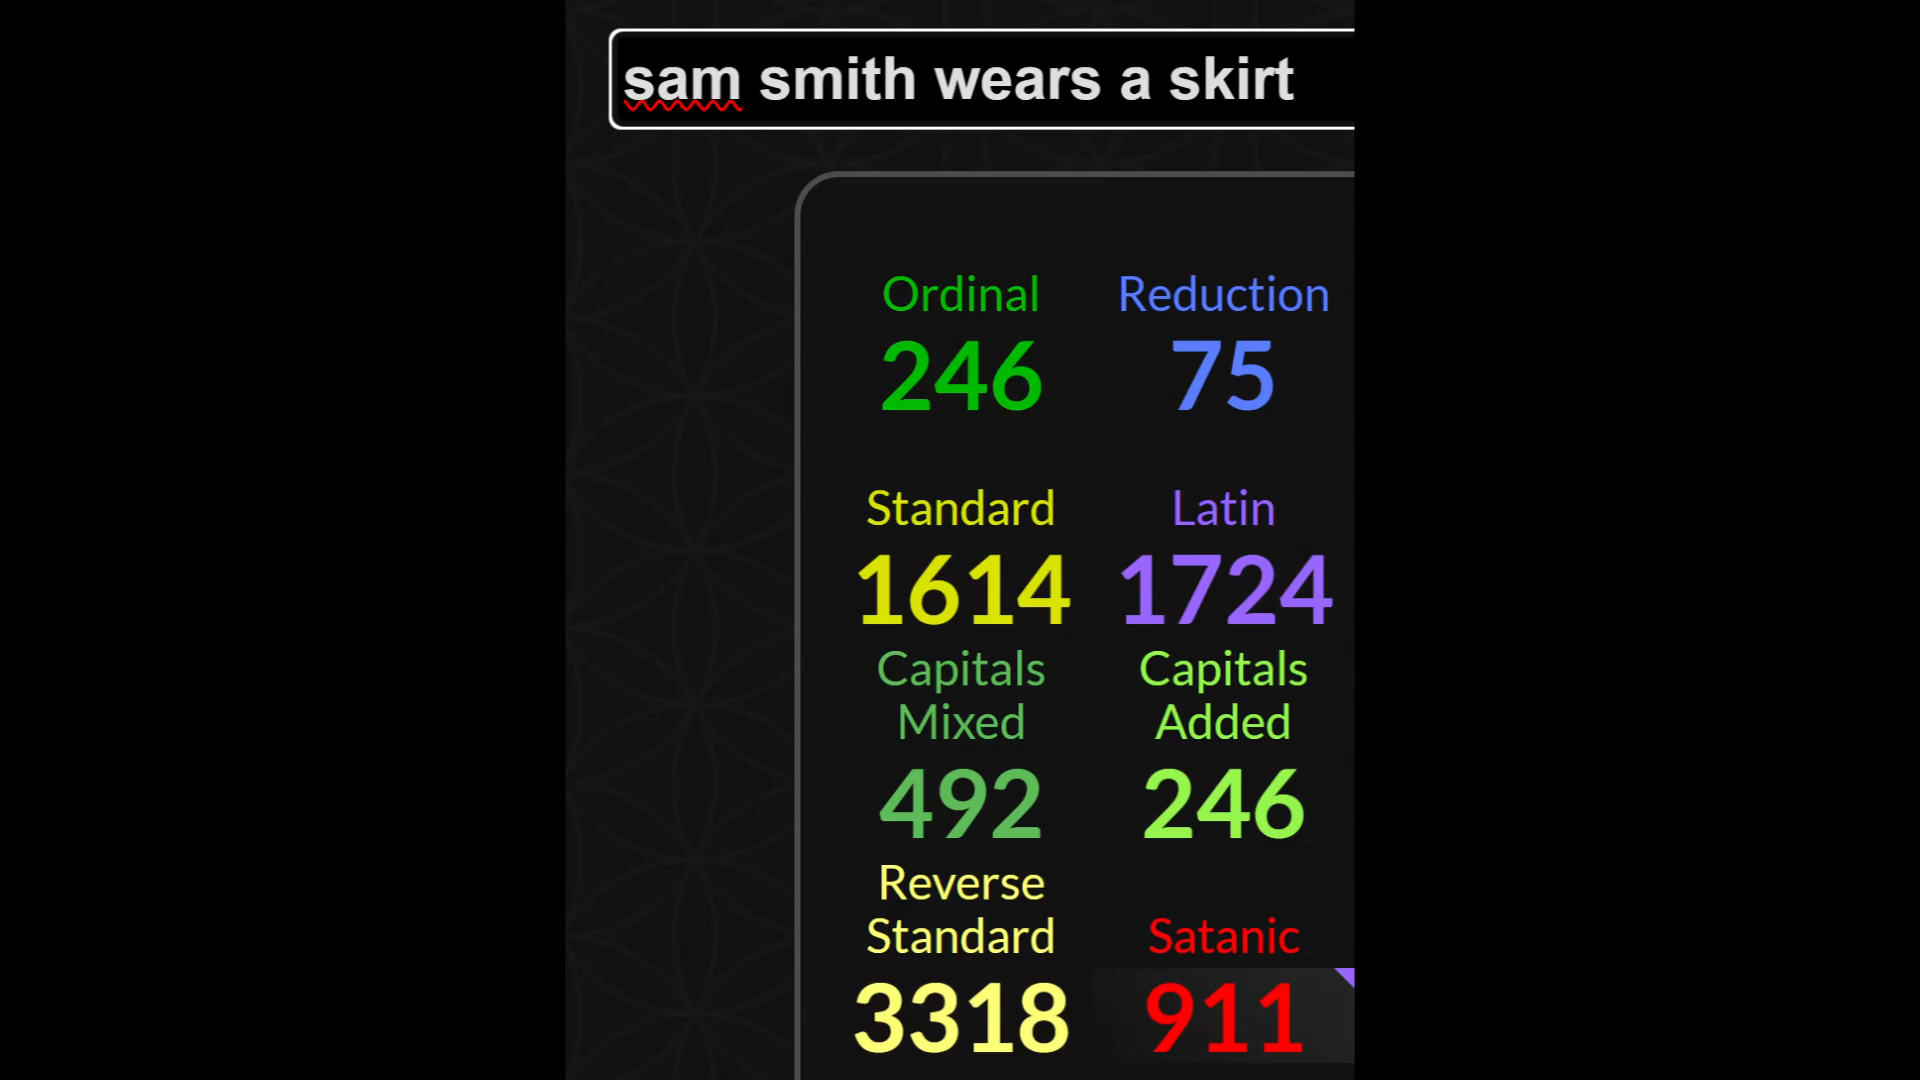 sam smith wears a skirt
Ordinal Reduction
246 75
Standard Latin
1614 1724
Capitals Capitals
Mixed Added
492 246
Reverse
Standard Satanic
3318 911